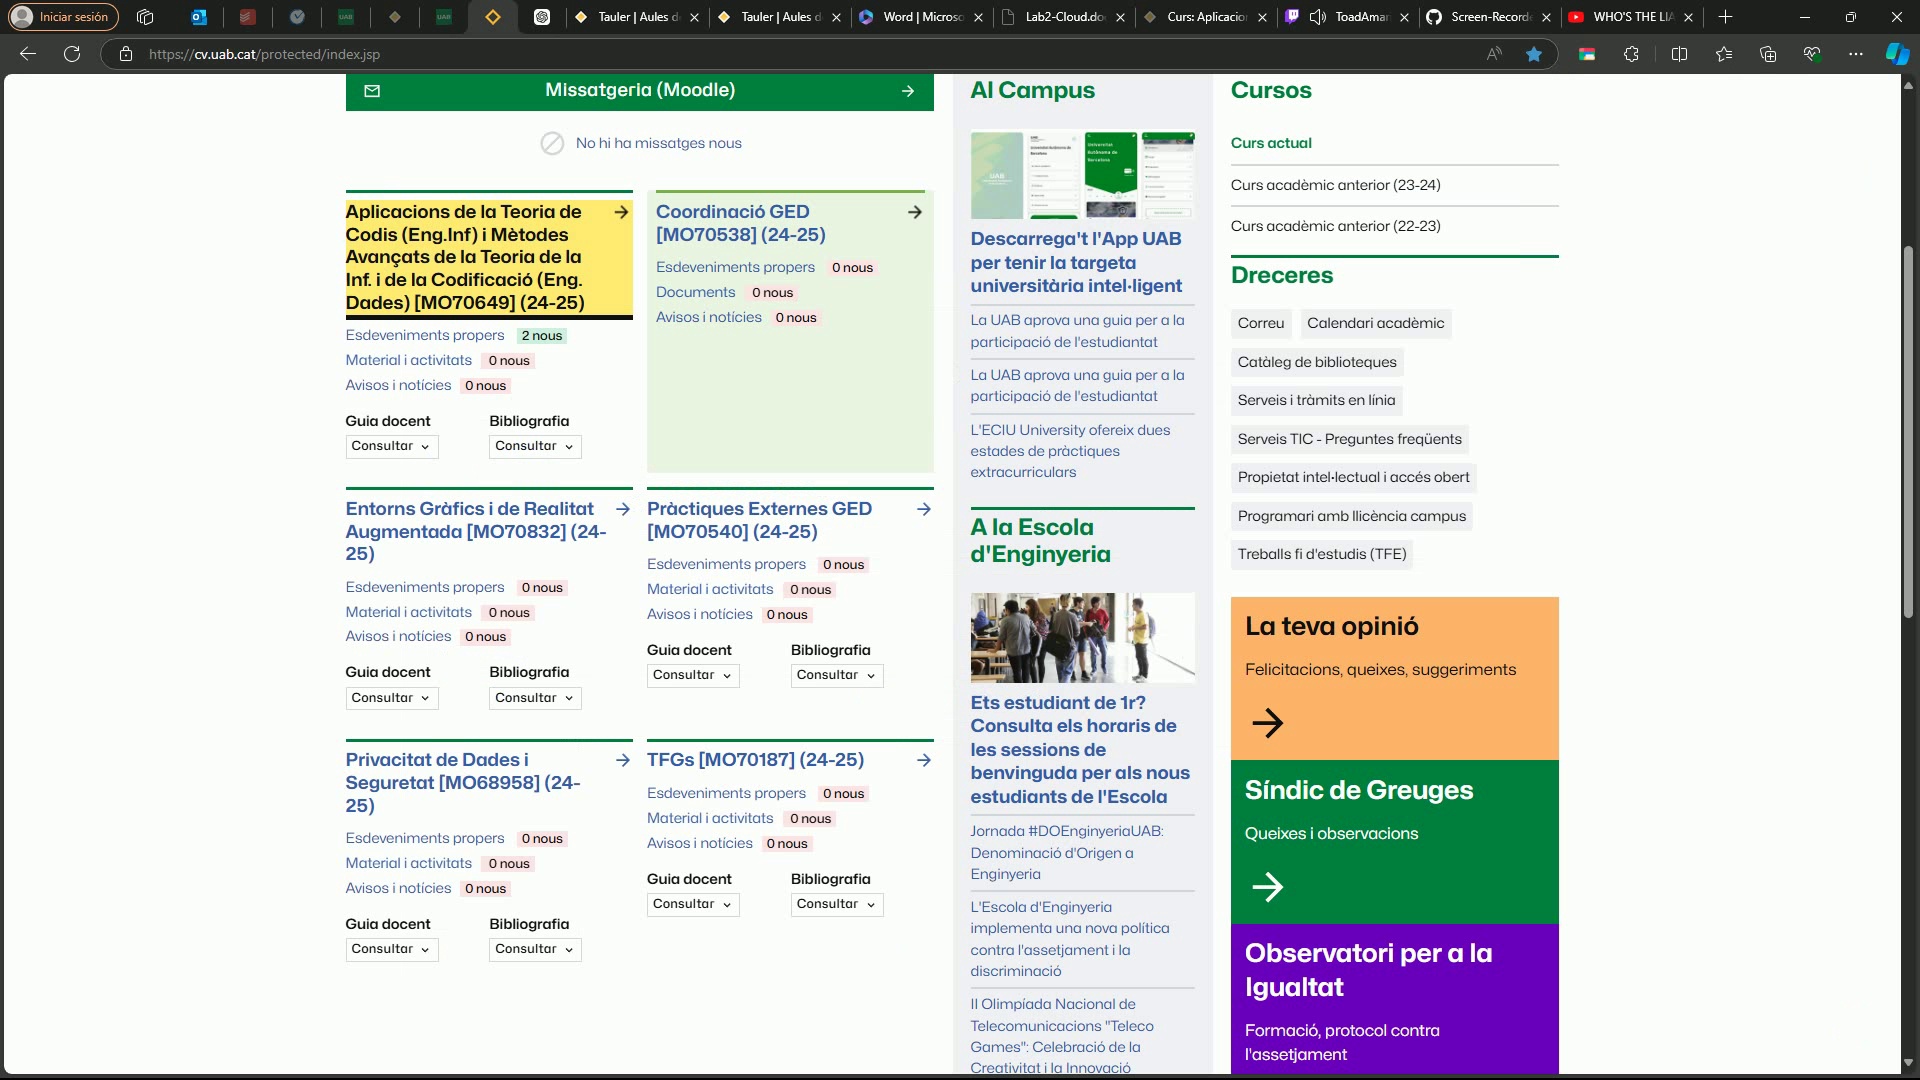 Iniciar sesión
Tauler | Aules d
Tauler | Aules d
Word | Microso
Lab2-Cloud.do
Curs: Aplicacio
ToadAmar
Screen-Recorde
WHO'S THE LIA
https://cv.uab.cat/protected/index.jsp
Missatgeria (Moodle)
No hi ha missatges nous
Aplicacions de la Teoria de
Codis (Eng.Inf) i Mètodes
Avançats de la Teoria de la
Inf. i de la Codificació (Eng.
Dades) [MO70649] (24-25)
Esdeveniments propers 2 nous
Material i activitats 0 nous
Avisos i notícies 0 nous
Guia docent Bibliografia
Consultar Consultar
Coordinació GED
[MO70538] (24-25)
Esdeveniments propers 0 nous
Documents 0 nous
Avisos i notícies 0 nous
Entorns Gràfics i de Realitat
Augmentada [MO70832] (24-
25)
Esdeveniments propers 0 nous
Material i activitats 0 nous
Avisos i notícies 0 nous
Guia docent Bibliografia
Consultar Consultar
Pràctiques Externes GED
[MO70540] (24-25)
Esdeveniments propers 0 nous
Material i activitats 0 nous
Avisos i notícies 0 nous
Guia docent Bibliografia
Consultar Consultar
Privacitat de Dades i
Seguretat [MO68958] (24-
25)
Esdeveniments propers 0 nous
Material i activitats 0 nous
Avisos i notícies 0 nous
Guia docent Bibliografia
Consultar Consultar
TFGs [MO70187] (24-25)
Esdeveniments propers 0 nous
Material i activitats 0 nous
Avisos i notícies 0 nous
Guia docent Bibliografia
Consultar Consultar
Al Campus
Descarrega't l'App UAB
per tenir la targeta
universitària intel·ligent
La UAB aprova una guia per a la
participació de l'estudiantat
La UAB aprova una guia per a la
participació de l'estudiantat
L'ECIU University ofereix dues
estades de pràctiques
extracurriculars
A la Escola
d'Enginyeria
Ets estudiant de 1r?
Consulta els horaris de
les sessions de
benvinguda per als nous
estudiants de l'Escola
Jornada #DOEnginyeriaUAB:
Denominació d'Origen a
Enginyeria
L'Escola d'Enginyeria
implementa una nova política
contra l'assetjament i la
discriminació
II Olimpíada Nacional de
Telecomunicacions "Teleco
Games": Celebració de la
Creativitat i la Innovació
Cursos
Curs actual
Curs acadèmic anterior (23-24)
Curs acadèmic anterior (22-23)
Dreceres
Correu
Calendari acadèmic
Catàleg de biblioteques
Serveis i tràmits en línia
Serveis TIC - Preguntes freqüents
Propietat intel·lectual i accés obert
Programari amb llicència campus
Treballs fi d'estudis (TFE)
La teva opinió
Felicitacions, queixes, suggeriments
Síndic de Greuges
Queixes i observacions
Observatori per a la
Igualtat
Formació, protocol contra
l'assetjament